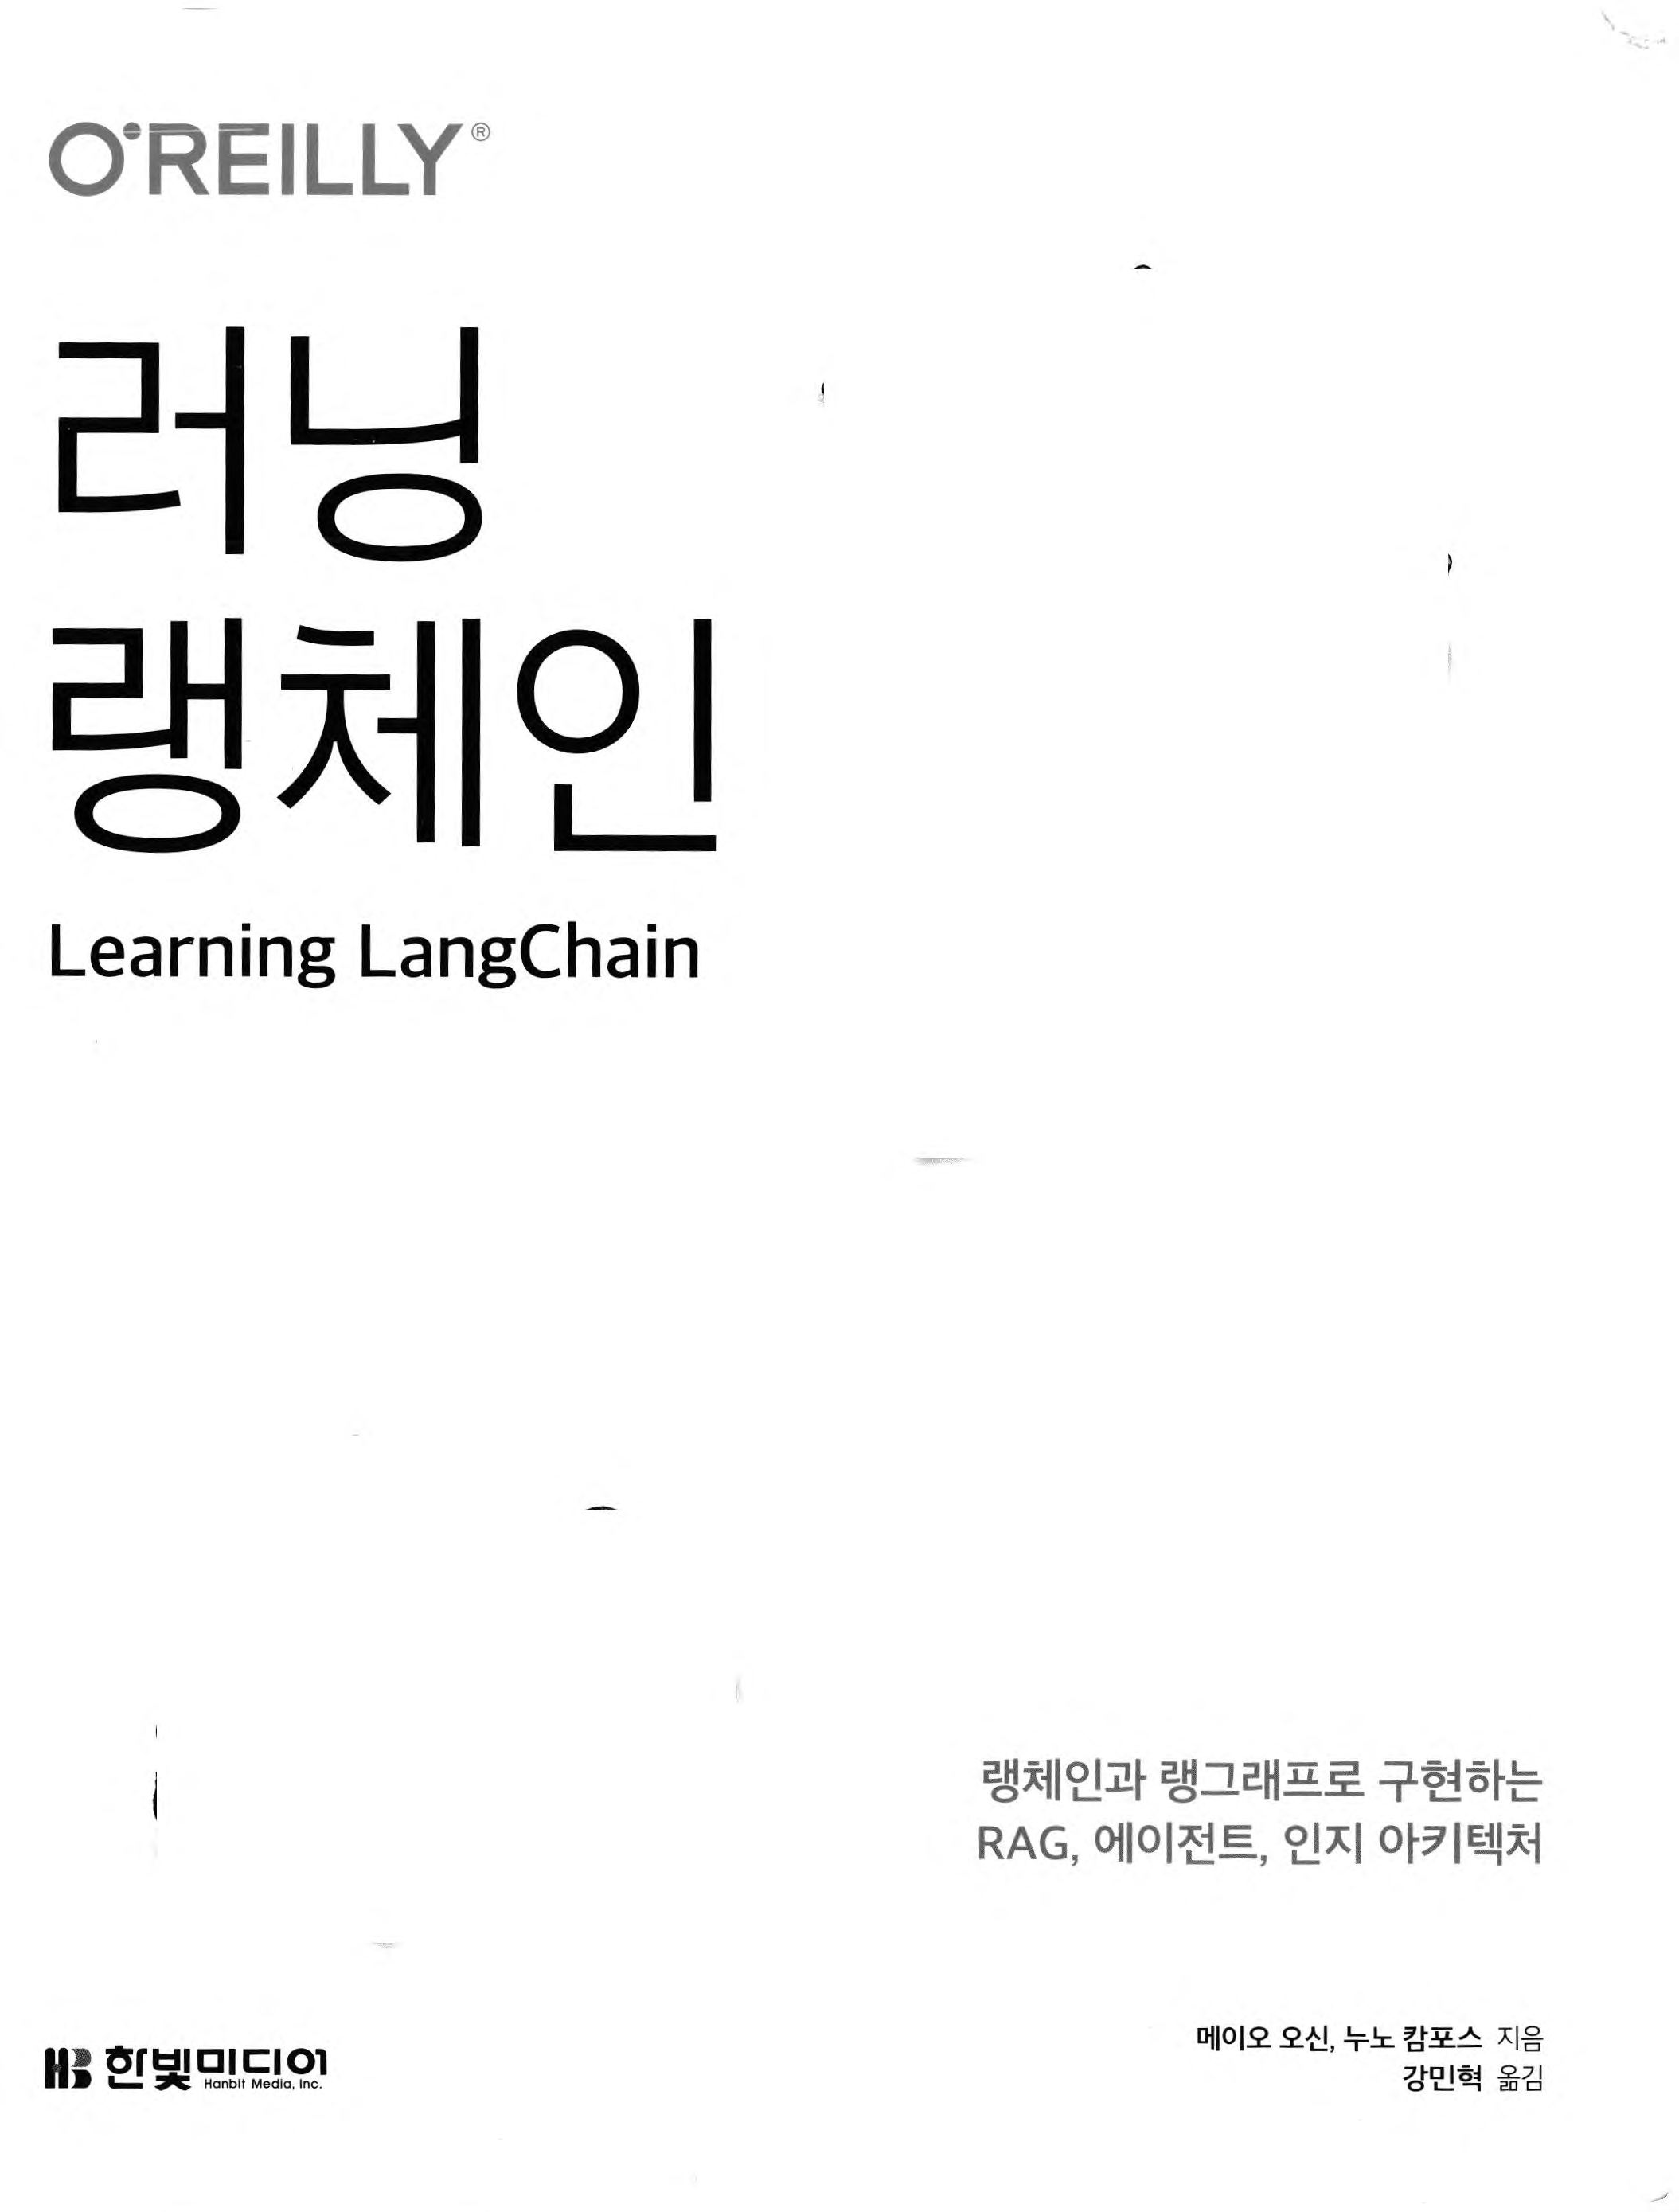 O'REILLY®
러닝
랭체인
Learning LangChain
랭체인과 랭그래프로 구현하는
RAG, 에이전트, 인지 아키텍처
메이오 오신, 누노 캄포스 지음
강민혁 옮김
HB 한빛미디어
Hanbit Media, Inc.